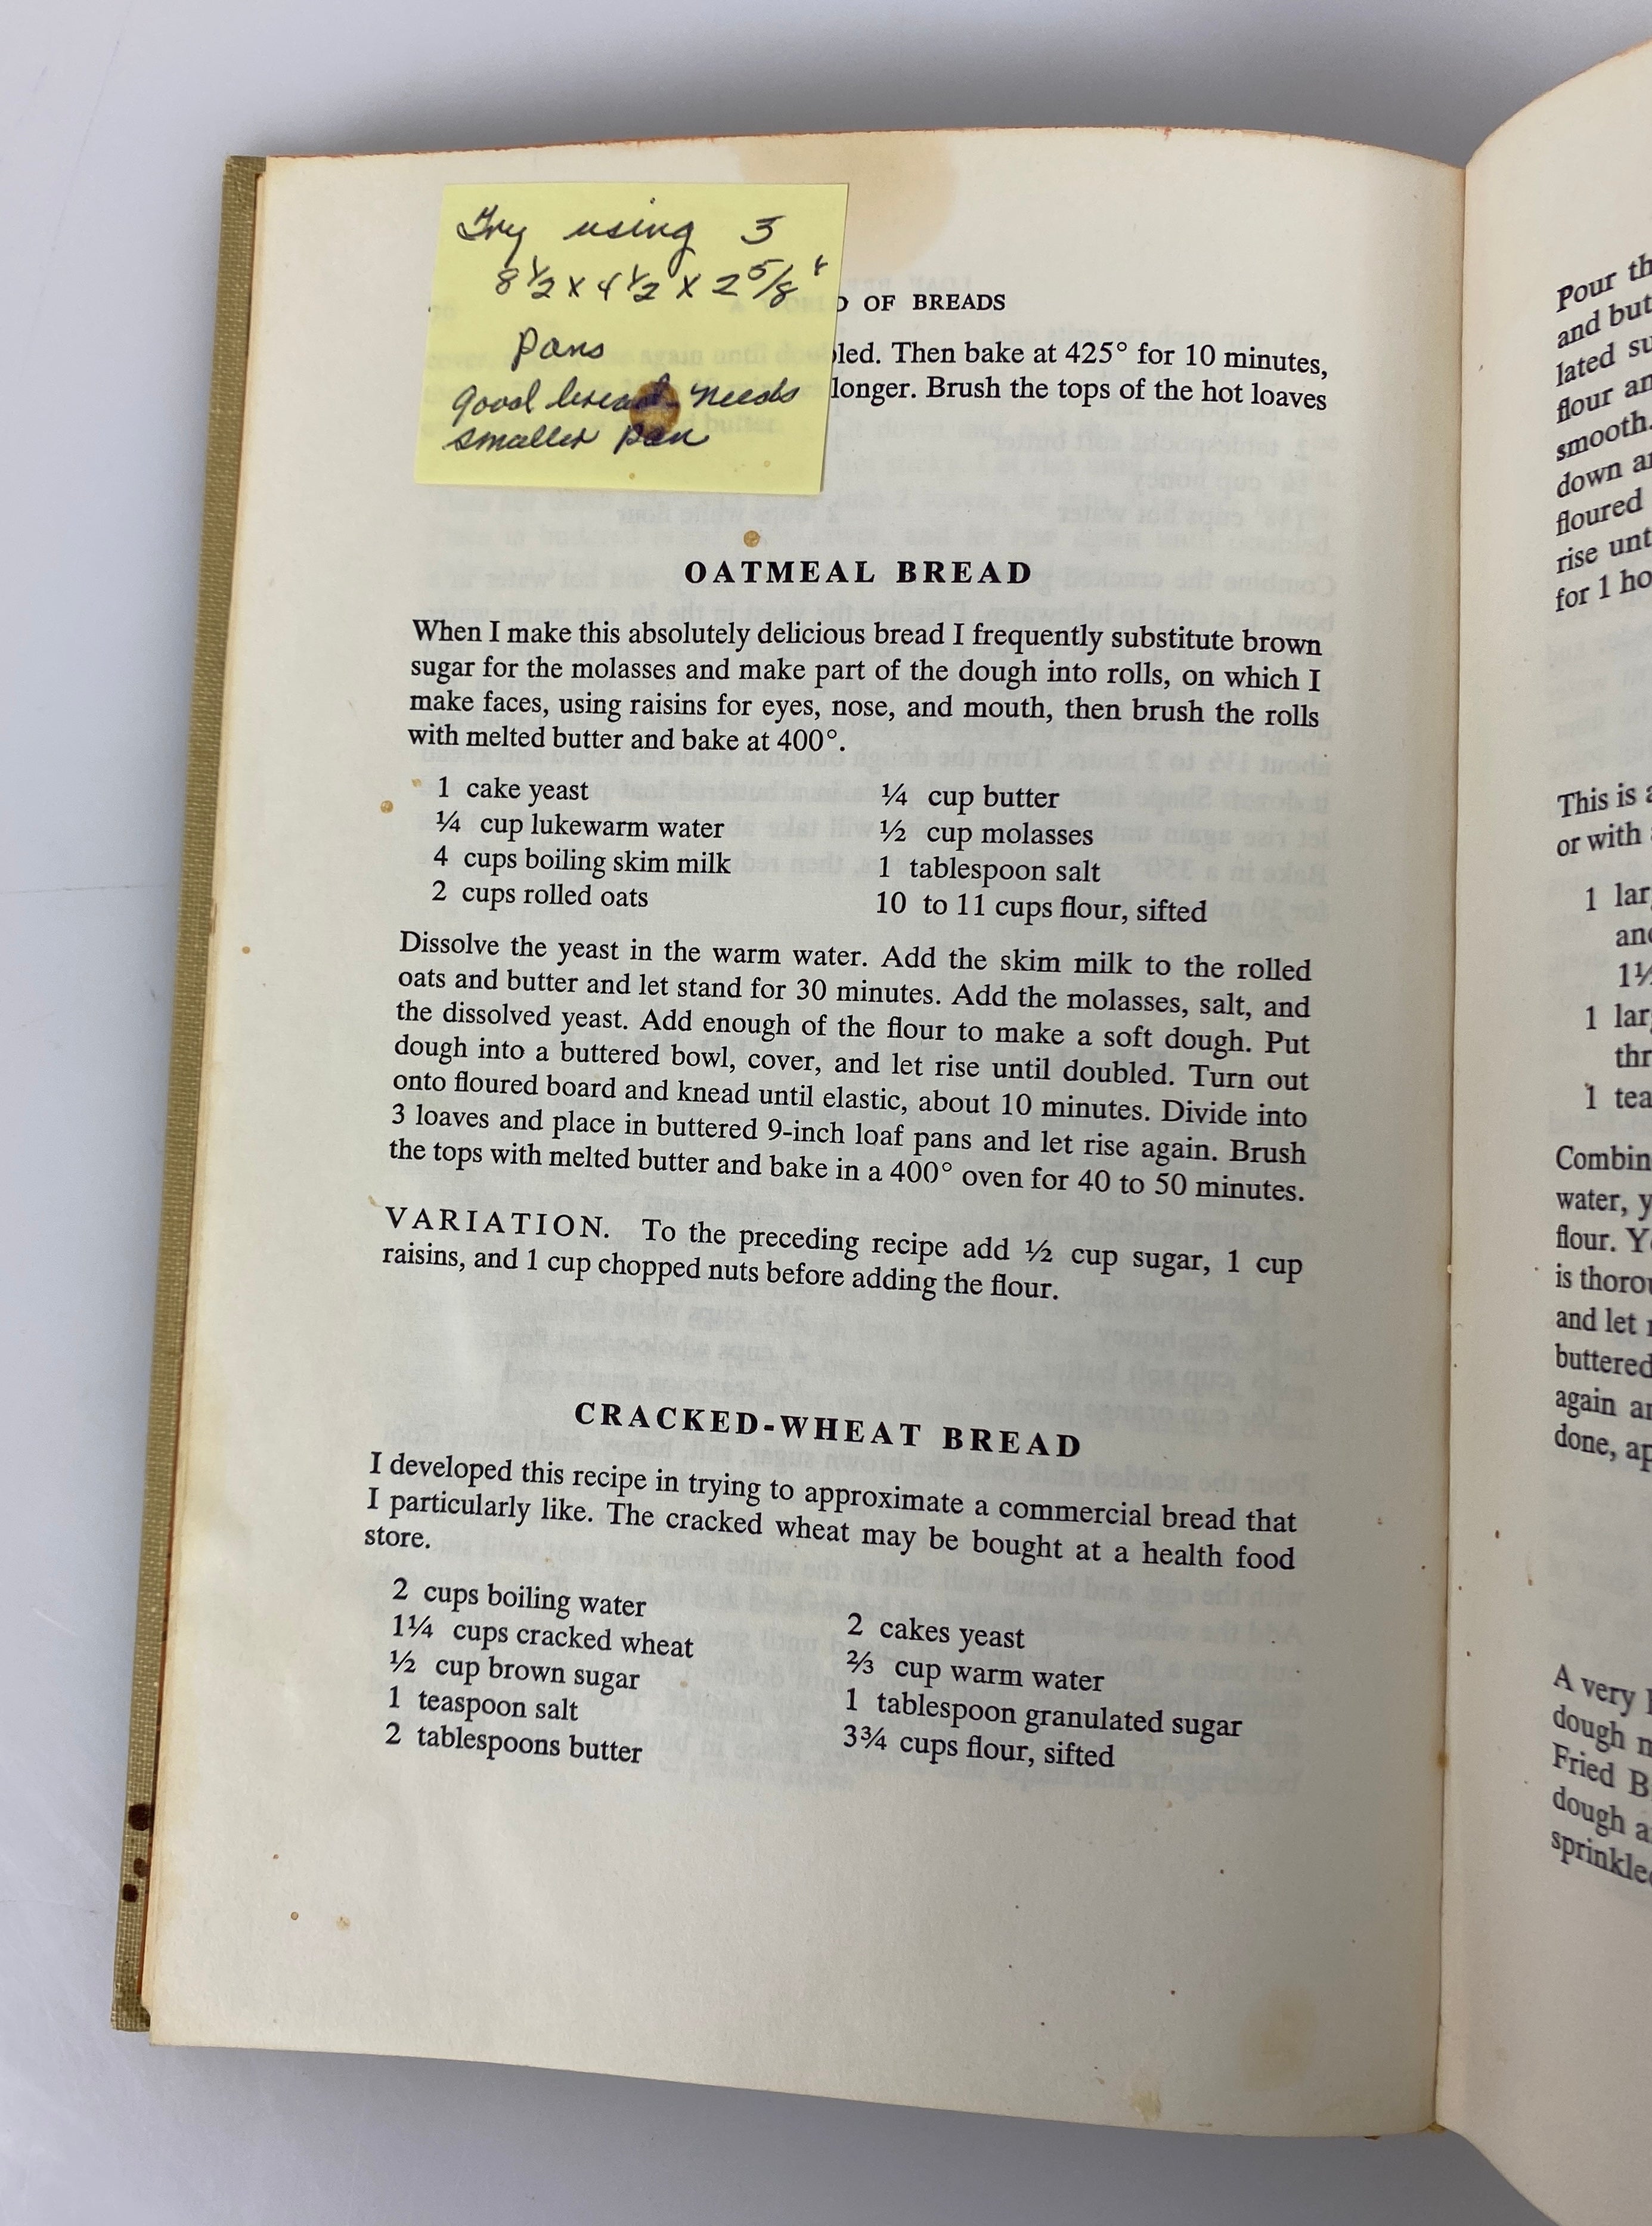 Try using 3
8 1/2 x 4 1/2 x 2 5/8"
pans
good bread needs
smaller pan
OF BREADS
Then bake at 425° for 10 minutes,
longer. Brush the tops of the hot loaves
OATMEAL BREAD
When I make this absolutely delicious bread I frequently substitute brown
sugar for the molasses and make part of the dough into rolls, on which I
make faces, using raisins for eyes, nose, and mouth, then brush the rolls
with melted butter and bake at 400°.
1 cake yeast
¼ cup lukewarm water
4 cups boiling skim milk
2 cups rolled oats
¼ cup butter
½ cup molasses
1 tablespoon salt
10 to 11 cups flour, sifted
Dissolve the yeast in the warm water. Add the skim milk to the rolled
oats and butter and let stand for 30 minutes. Add the molasses, salt, and
the dissolved yeast. Add enough of the flour to make a soft dough. Put
dough into a buttered bowl, cover, and let rise until doubled. Turn out
onto floured board and knead until elastic, about 10 minutes. Divide into
3 loaves and place in buttered 9-inch loaf pans and let rise again. Brush
the tops with melted butter and bake in a 400° oven for 40 to 50 minutes.
VARIATION. To the preceding recipe add ½ cup sugar, 1 cup
raisins, and 1 cup chopped nuts before adding the flour.
CRACKED-WHEAT BREAD
I developed this recipe in trying to approximate a commercial bread that
I particularly like. The cracked wheat may be bought at a health food
store.
2 cups boiling water
1¼ cups cracked wheat
½ cup brown sugar
1 teaspoon salt
2 tablespoons butter
2 cakes yeast
⅔ cup warm water
1 tablespoon granulated sugar
3¾ cups flour, sifted
Pour
and
lated
flour
smooth.
down
floured
rise
for 1
This is
or with
1
1
1
Combin
water,
flour.
is
and let
buttered
again
done,
A very
dough
Fried
dough